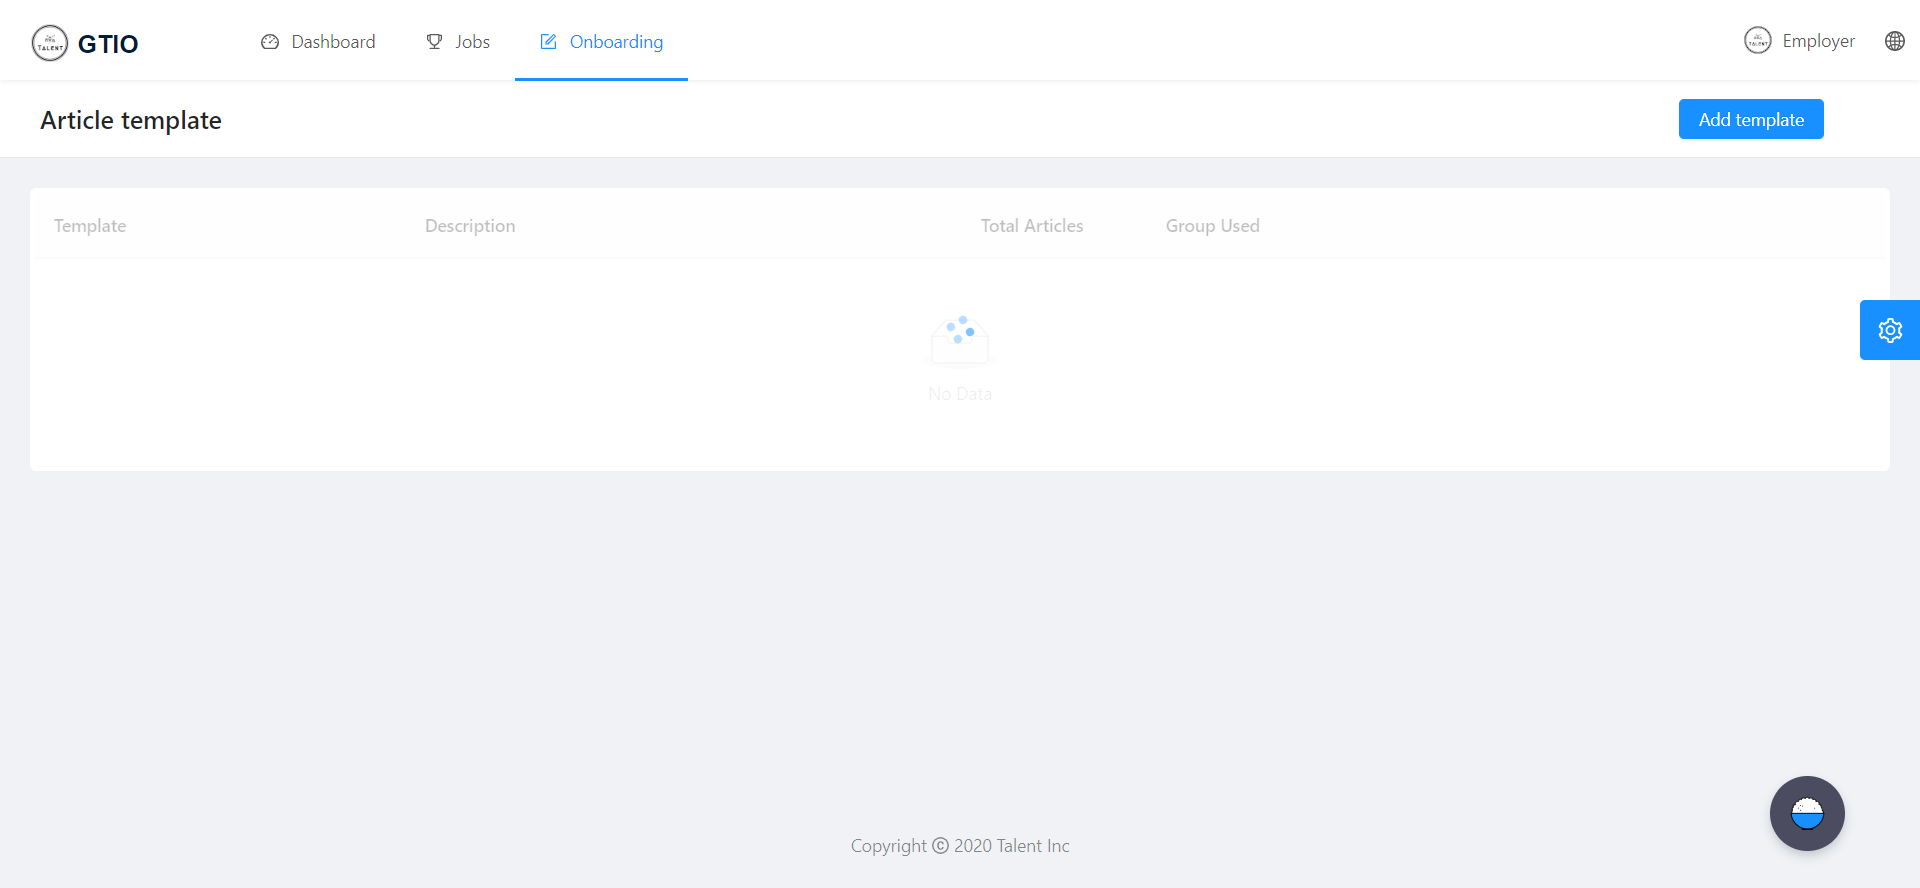 TALENT GTIO Dashboard Jobs Onboarding TALENT Employer
Article template Add template
Template Description Total Articles Group Used
No Data
Copyright © 2020 Talent Inc